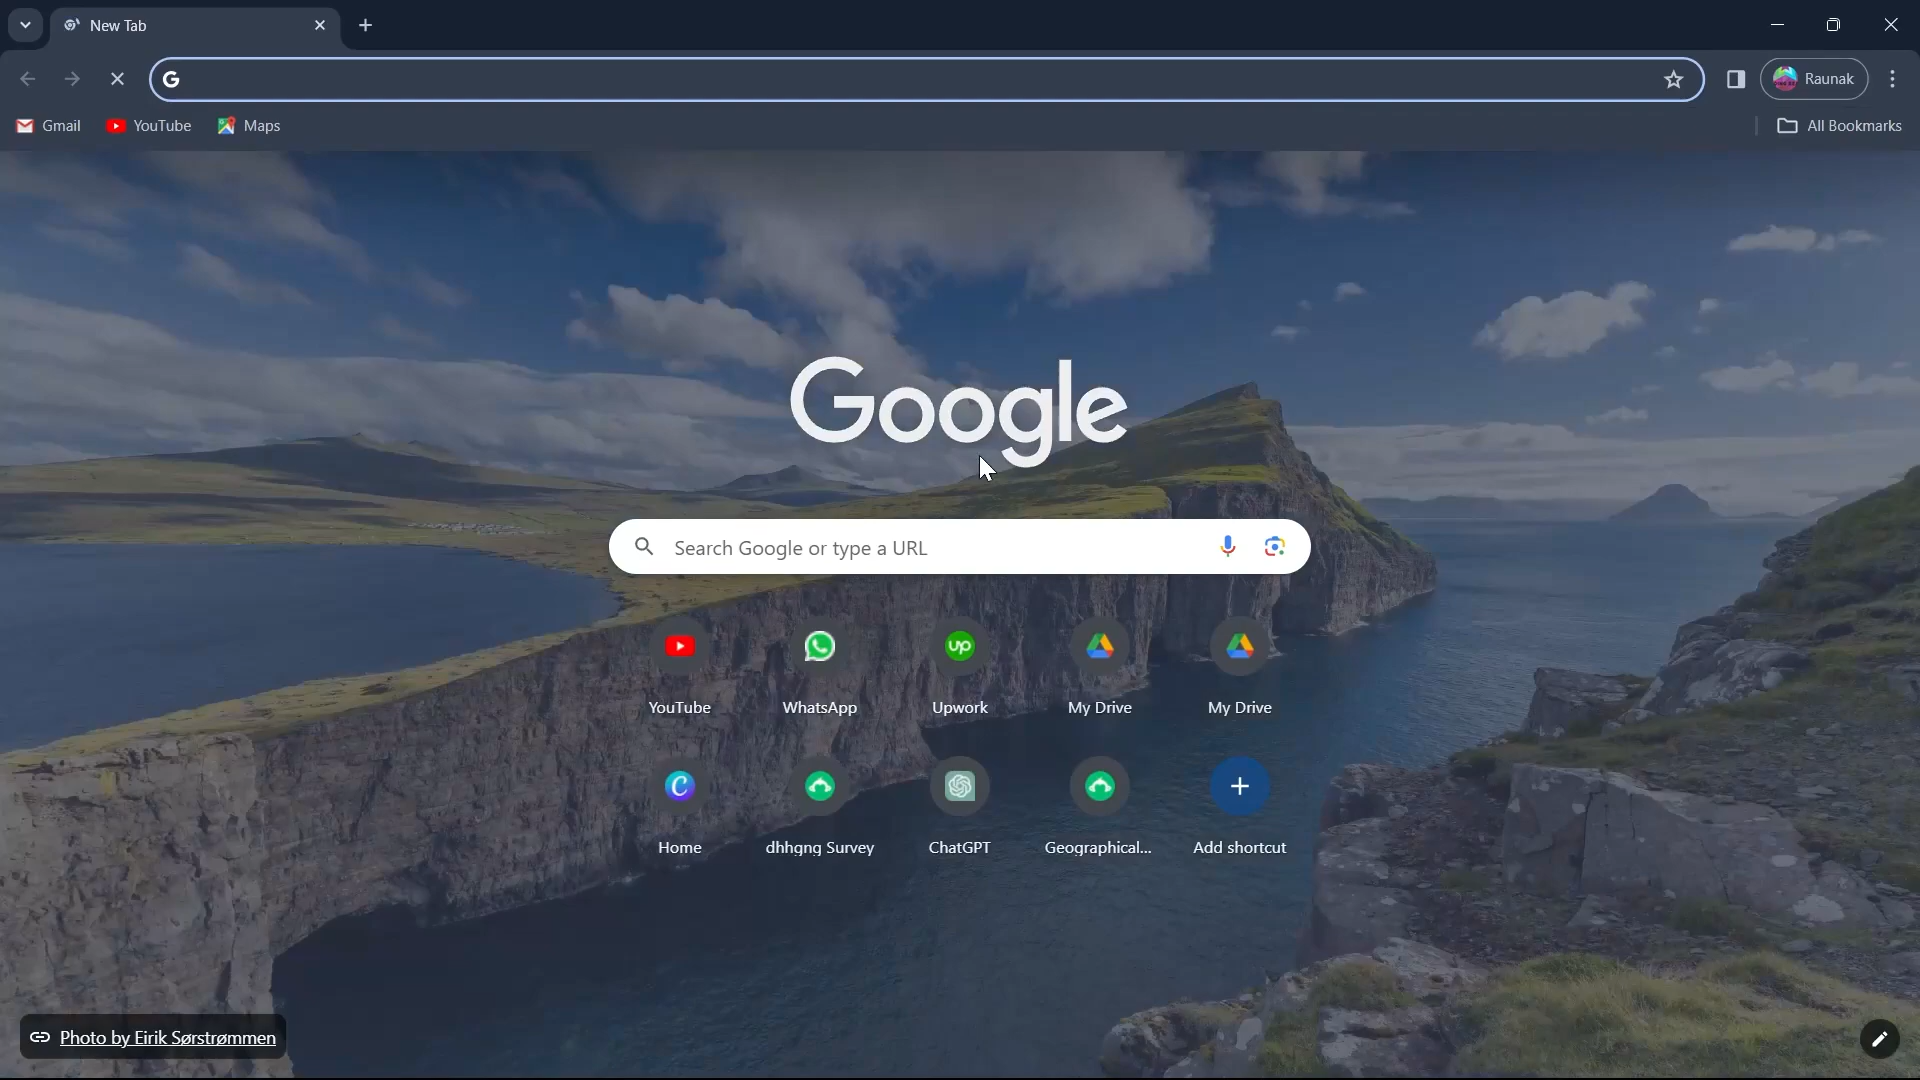 New Tab
Raunak
Gmail
YouTube
Maps
All Bookmarks
Google
Search Google or type a URL
up
YouTube
WhatsApp
Upwork
My Drive
My Drive
Home
dhhgng Survey
ChatGPT
Geographical...
Add shortcut
Photo by Eirik Sørstrømmen